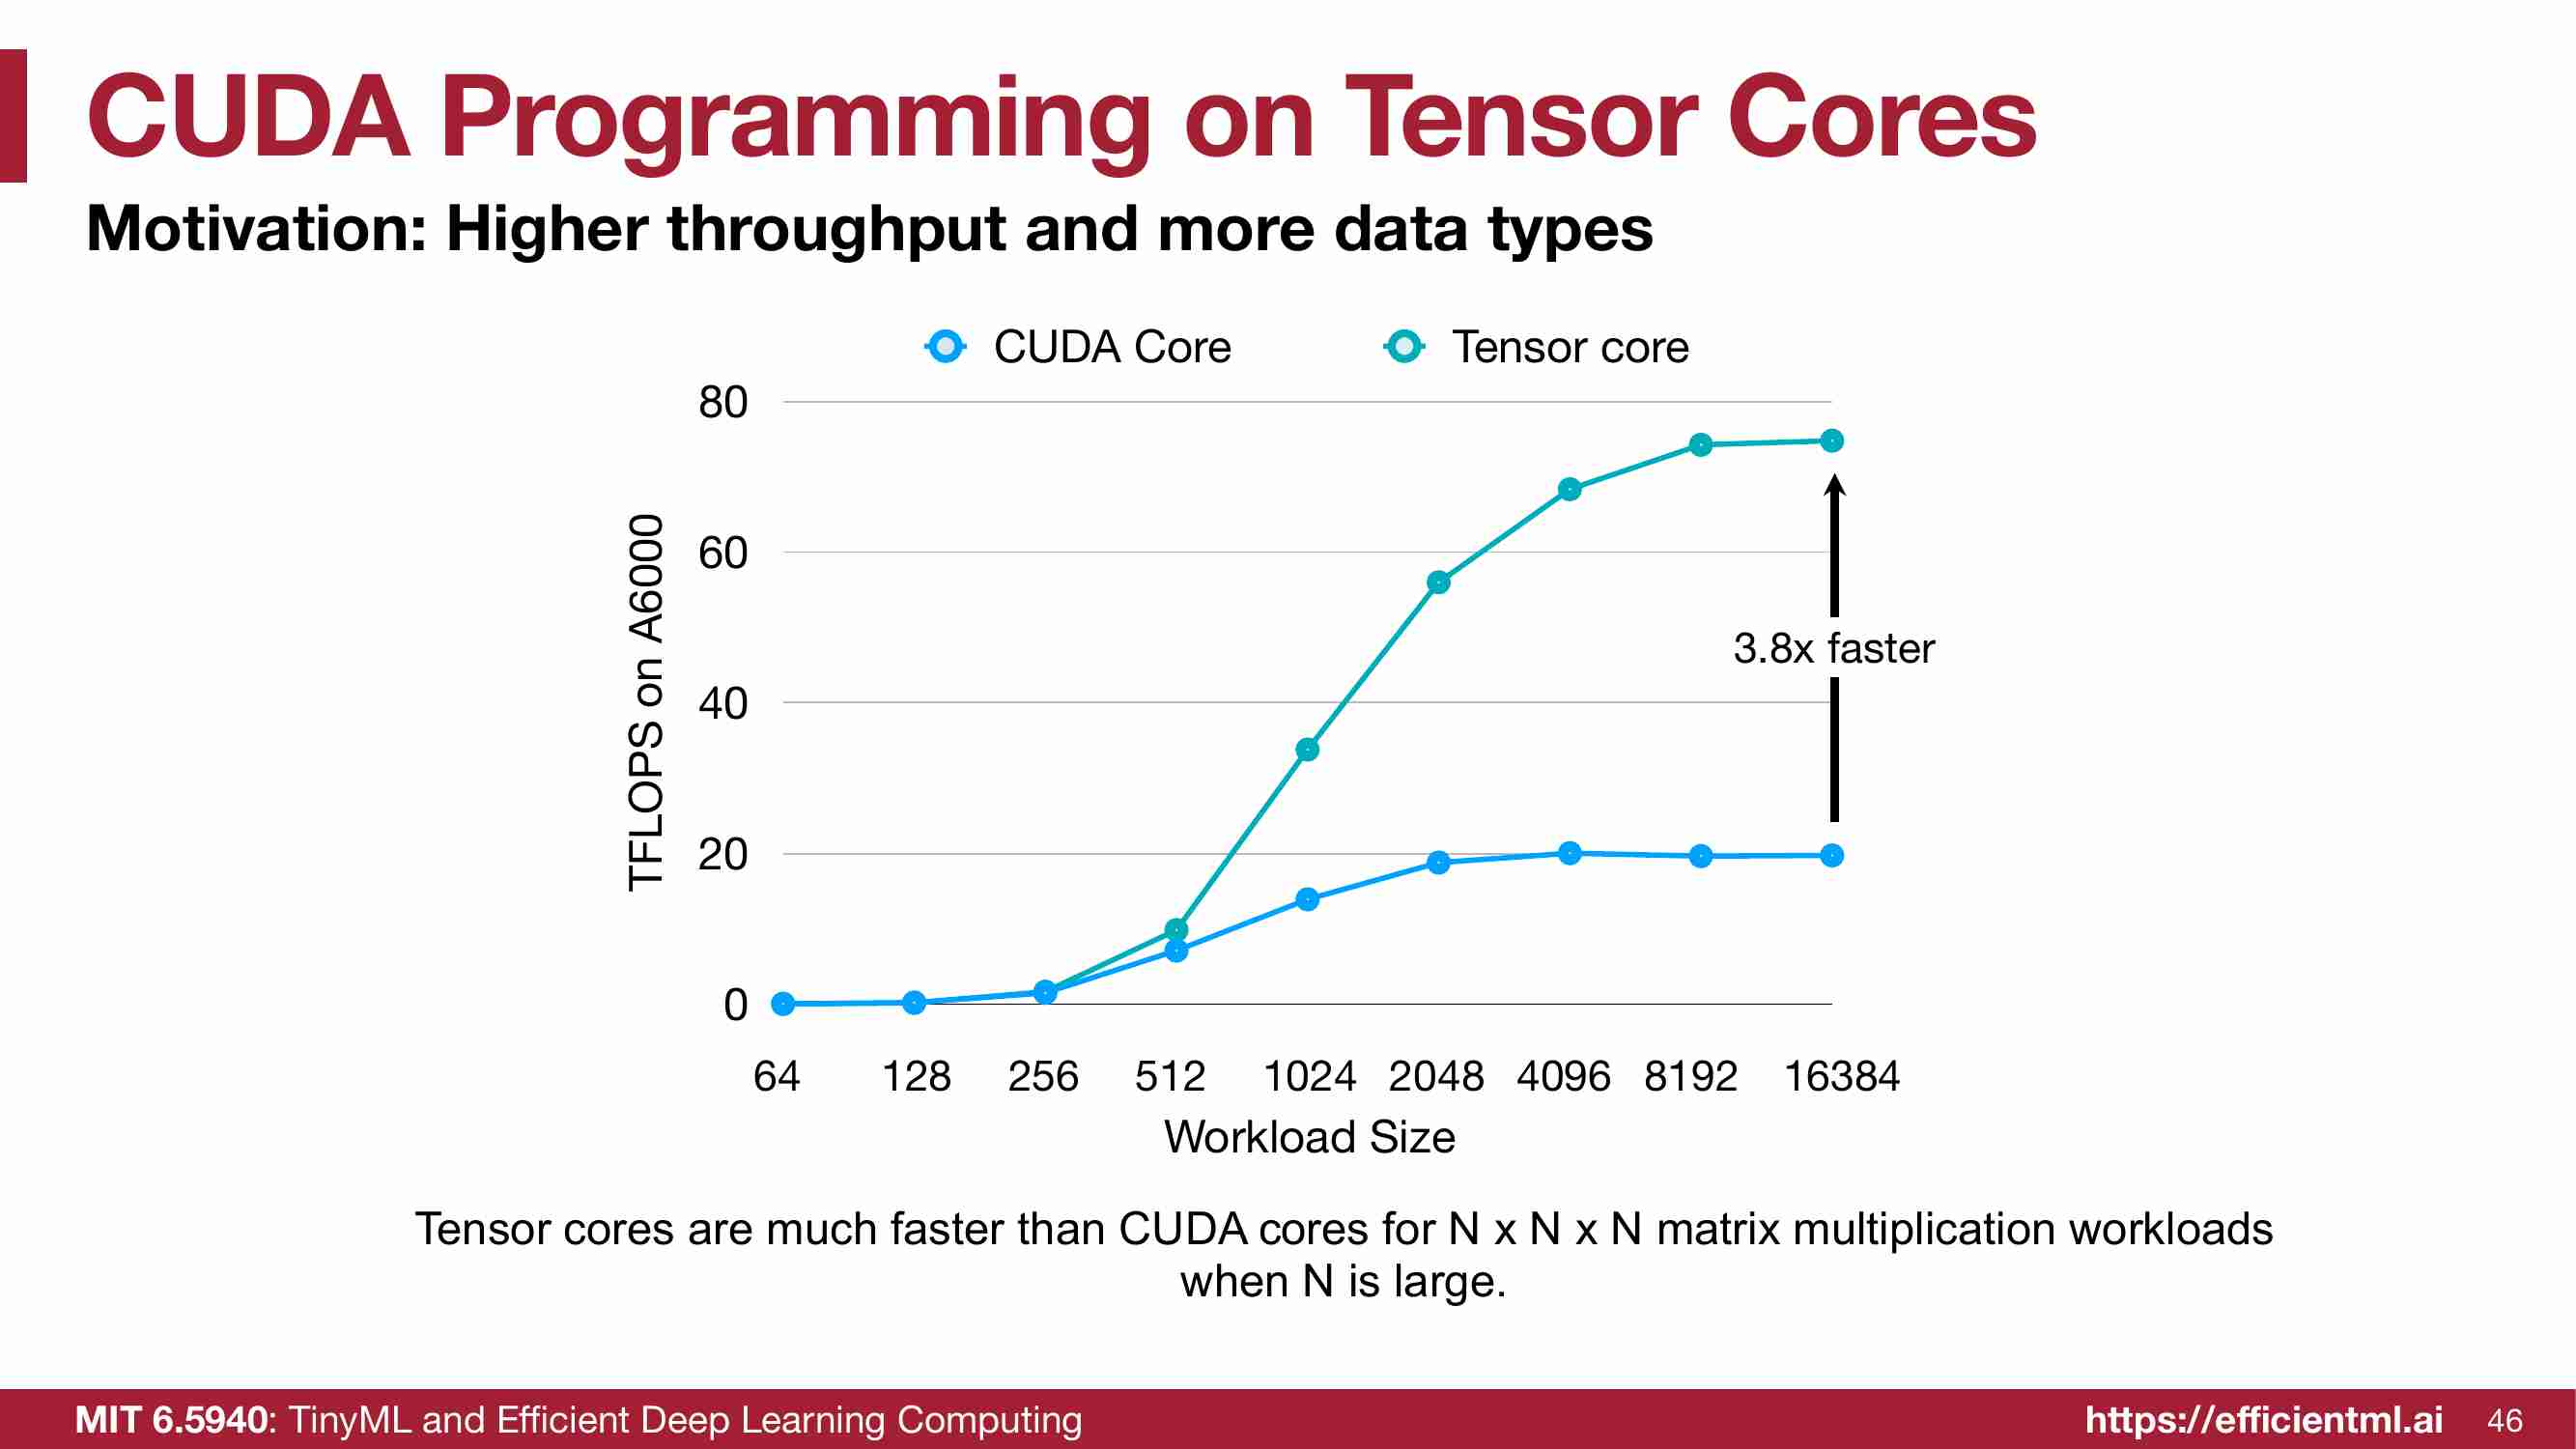 CUDA Programming on Tensor Cores
Motivation: Higher throughput and more data types
CUDA Core
Tensor core
TFLOPS on A6000
80
60
40
20
0
3.8x faster
64 128 256 512 1024 2048 4096 8192 16384
Workload Size
Tensor cores are much faster than CUDA cores for N x N x N matrix multiplication workloads
when N is large.
MIT 6.5940: TinyML and Efficient Deep Learning Computing
https://efficientml.ai 46